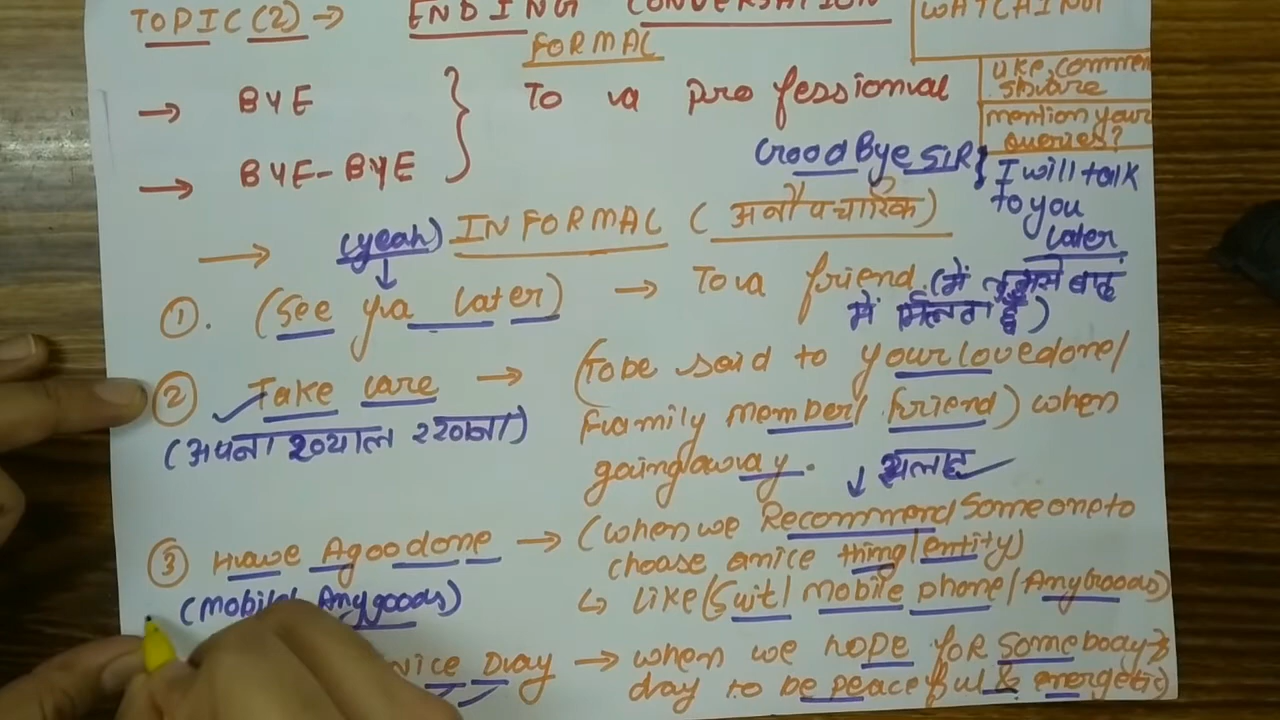 TOPIC (2) → ENDING CONVERSATION
FORMAL
WATCHING
like, commen
share
mention your
queries?
→ BYE
→ BYE-BYE
} To a professional
Good Bye SIR } I will talk
to you
later
(yeah)
→ INFORMAL (अनौपचारिक)
①. (See ya later) → To a friend. (में तुमसे बाद
में मिलता हूँ)
② Take care → (To be said to your loved one/
(अपना ख्याल रखना)
Family member/ friend) when
going away.
↓ सलाह
③ Have A good one → (when we Recommend someone to
choose a nice thing/entity)
(mobile Any goods)
↳ Like (Suit/ mobile phone/ Any Goods)
nice Day → when we hope for somebody's
day to be peaceful & energetic)